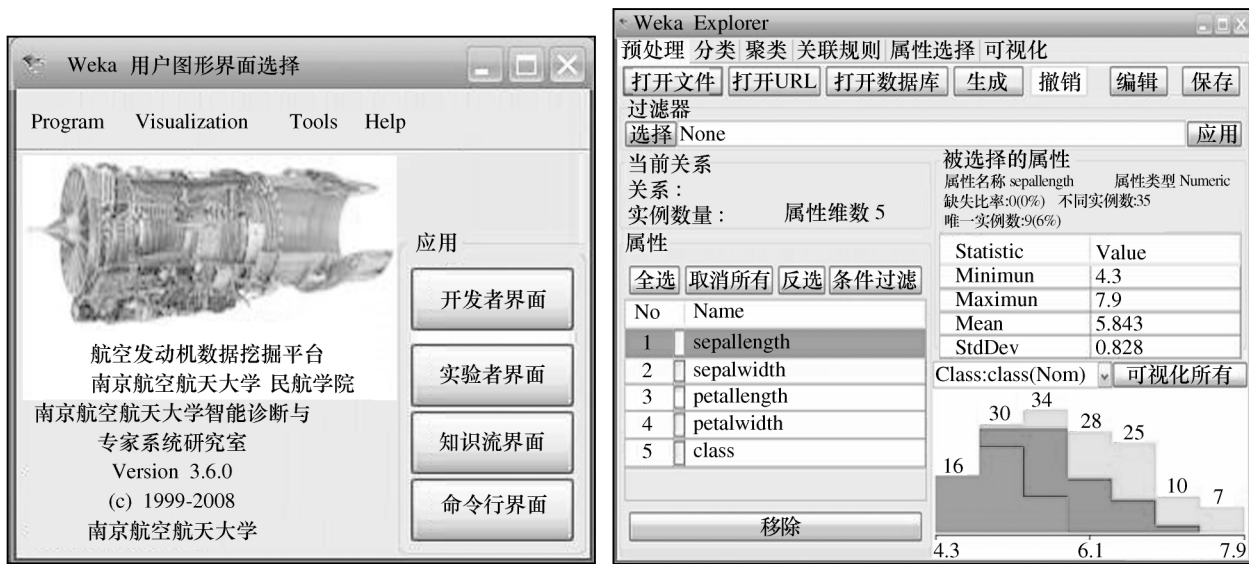 Weka 用户图形界面选择
Program Visualization Tools Help
应用
开发者界面
实验者界面
知识流界面
命令行界面
航空发动机数据挖掘平台
南京航空航天大学 民航学院
南京航空航天大学智能诊断与
专家系统研究室
Version 3.6.0
(c) 1999-2008
南京航空航天大学
Weka Explorer
预处理 分类 聚类 关联规则 属性选择 可视化
打开文件 打开URL 打开数据库 生成 撤销 编辑 保存
过滤器
选择 None 应用
当前关系
关系：
实例数量： 属性维数 5
属性
全选 取消所有 反选 条件过滤
No Name
1 sepallength
2 sepalwidth
3 petallength
4 petalwidth
5 class
移除
被选择的属性
属性名称 sepallength 属性类型 Numeric
缺失比率:0(0%) 不同实例数:35
唯一实例数:9(6%)
Statistic Value
Minimun 4.3
Maximun 7.9
Mean 5.843
StdDev 0.828
Class:class(Nom) 可视化所有
16 30 34 28 25 10 7
4.3 6.1 7.9